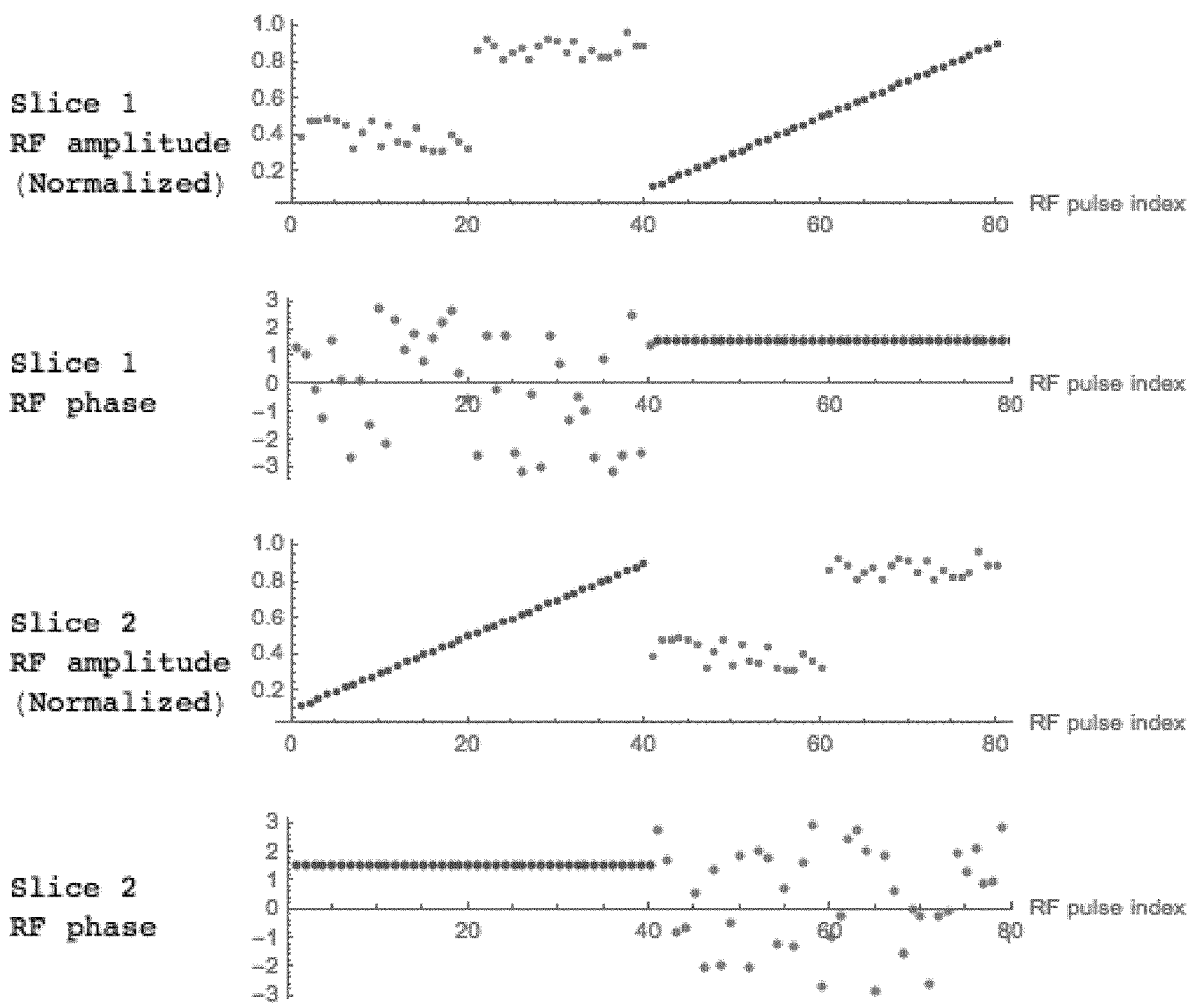 Slice 1
RF amplitude
(Normalized)
1.0
0.8
0.6
0.4
0.2
0 20 40 60 80
RF pulse index
Slice 1
RF phase
3
2
1
0
-1
-2
-3
20 40 60 80
RF pulse index
Slice 2
RF amplitude
(Normalized)
1.0
0.8
0.6
0.4
0.2
0 20 40 60 80
RF pulse index
Slice 2
RF phase
3
2
1
0
-1
-2
-3
20 40 60 80
RF pulse index